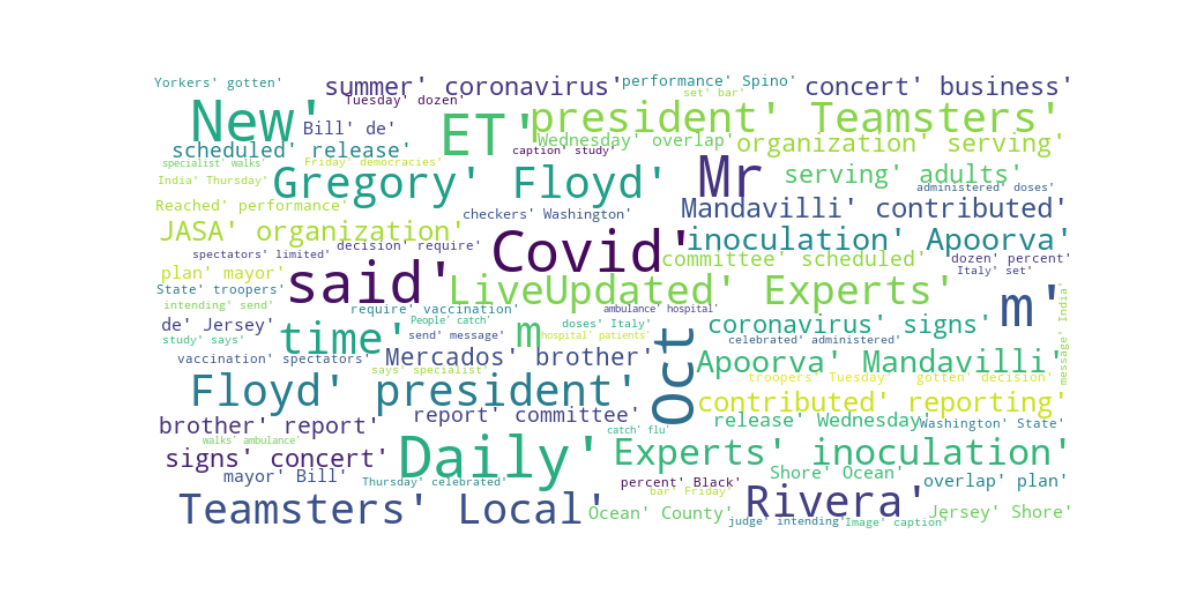 Yorkers' gotten'
summer' coronavirus'
performance' Spino'
concert' business'
Tuesday' dozen'
set' bar'
New'
ET'
president' Teamsters'
Bill' de'
Wednesday' overlap'
organization' serving'
scheduled' release'
caption' study'
specialist' walks'
Friday' democracies'
Gregory' Floyd'
Mr
serving' adults'
India' Thursday'
administered' doses'
Reached' performance'
checkers' Washington'
Mandavilli' contributed'
JASA' organization'
decision' require'
Covid'
inoculation' Apoorva'
spectators' limited'
committee' scheduled'
dozen' percent'
plan' mayor'
said'
Italy' set'
State' troopers'
LiveUpdated' Experts'
m'
message' India'
intending' send'
require' vaccination'
ambulance' hospital'
de' Jersey'
time'
People' catch'
m
doses' Italy'
Oct
coronavirus' signs'
study' says'
send' message'
hospital' patients'
celebrated' administered'
vaccination' spectators'
Mercados' brother'
Apoorva' Mandavilli'
says' specialist'
troopers' Tuesday'
gotten' decision'
Floyd' president'
contributed' reporting'
brother' report'
report' committee'
release' Wednesday'
Washington' State'
walks' ambulance'
catch' flu'
signs' concert'
Daily'
Experts' inoculation'
mayor' Bill'
Thursday' celebrated'
Shore' Ocean'
percent' Black'
overlap' plan'
bar' Friday'
Teamsters' Local'
Ocean' County'
Rivera'
Jersey' Shore'
judge' intending'
Image' caption'